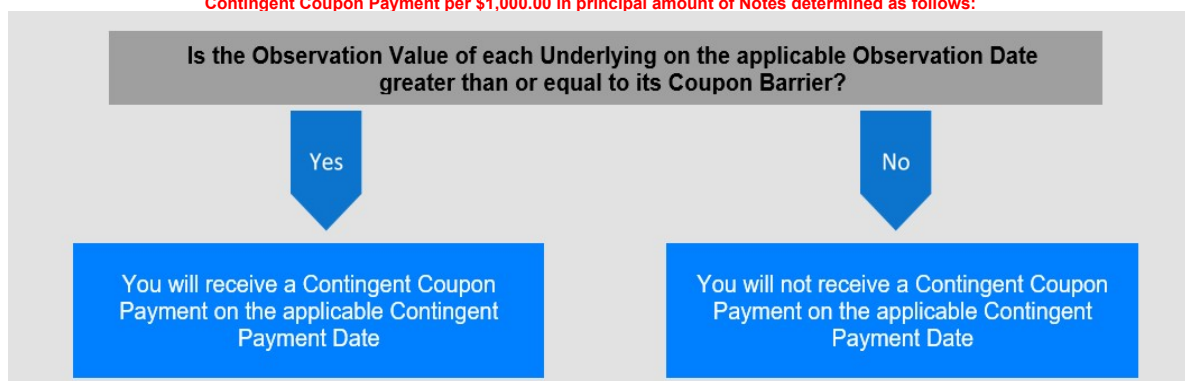 Contingent Coupon Payment per $1,000.00 in principal amount of Notes determined as follows:
Is the Observation Value of each Underlying on the applicable Observation Date
greater than or equal to its Coupon Barrier?
Yes
No
You will receive a Contingent Coupon
Payment on the applicable Contingent
Payment Date
You will not receive a Contingent Coupon
Payment on the applicable Contingent
Payment Date